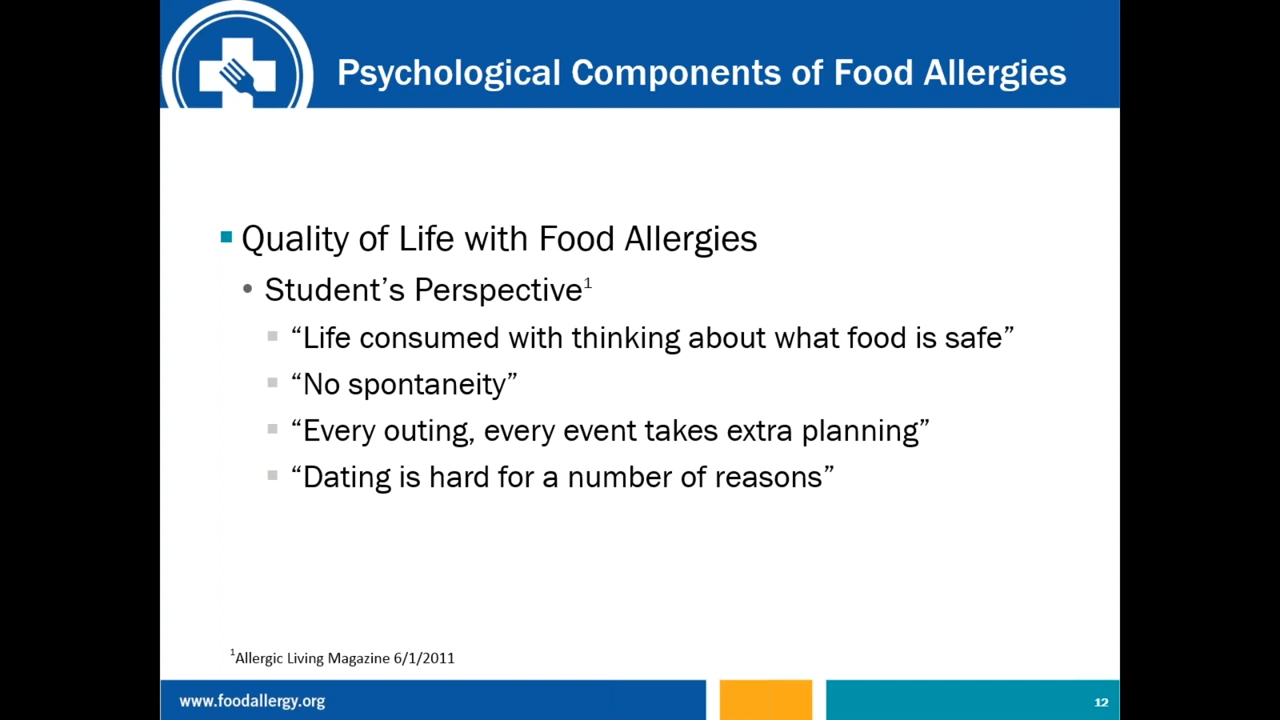 Psychological Components of Food Allergies
Quality of Life with Food Allergies
Student’s Perspective¹
“Life consumed with thinking about what food is safe”
“No spontaneity”
“Every outing, every event takes extra planning”
“Dating is hard for a number of reasons”
¹Allergic Living Magazine 6/1/2011
www.foodallergy.org
12